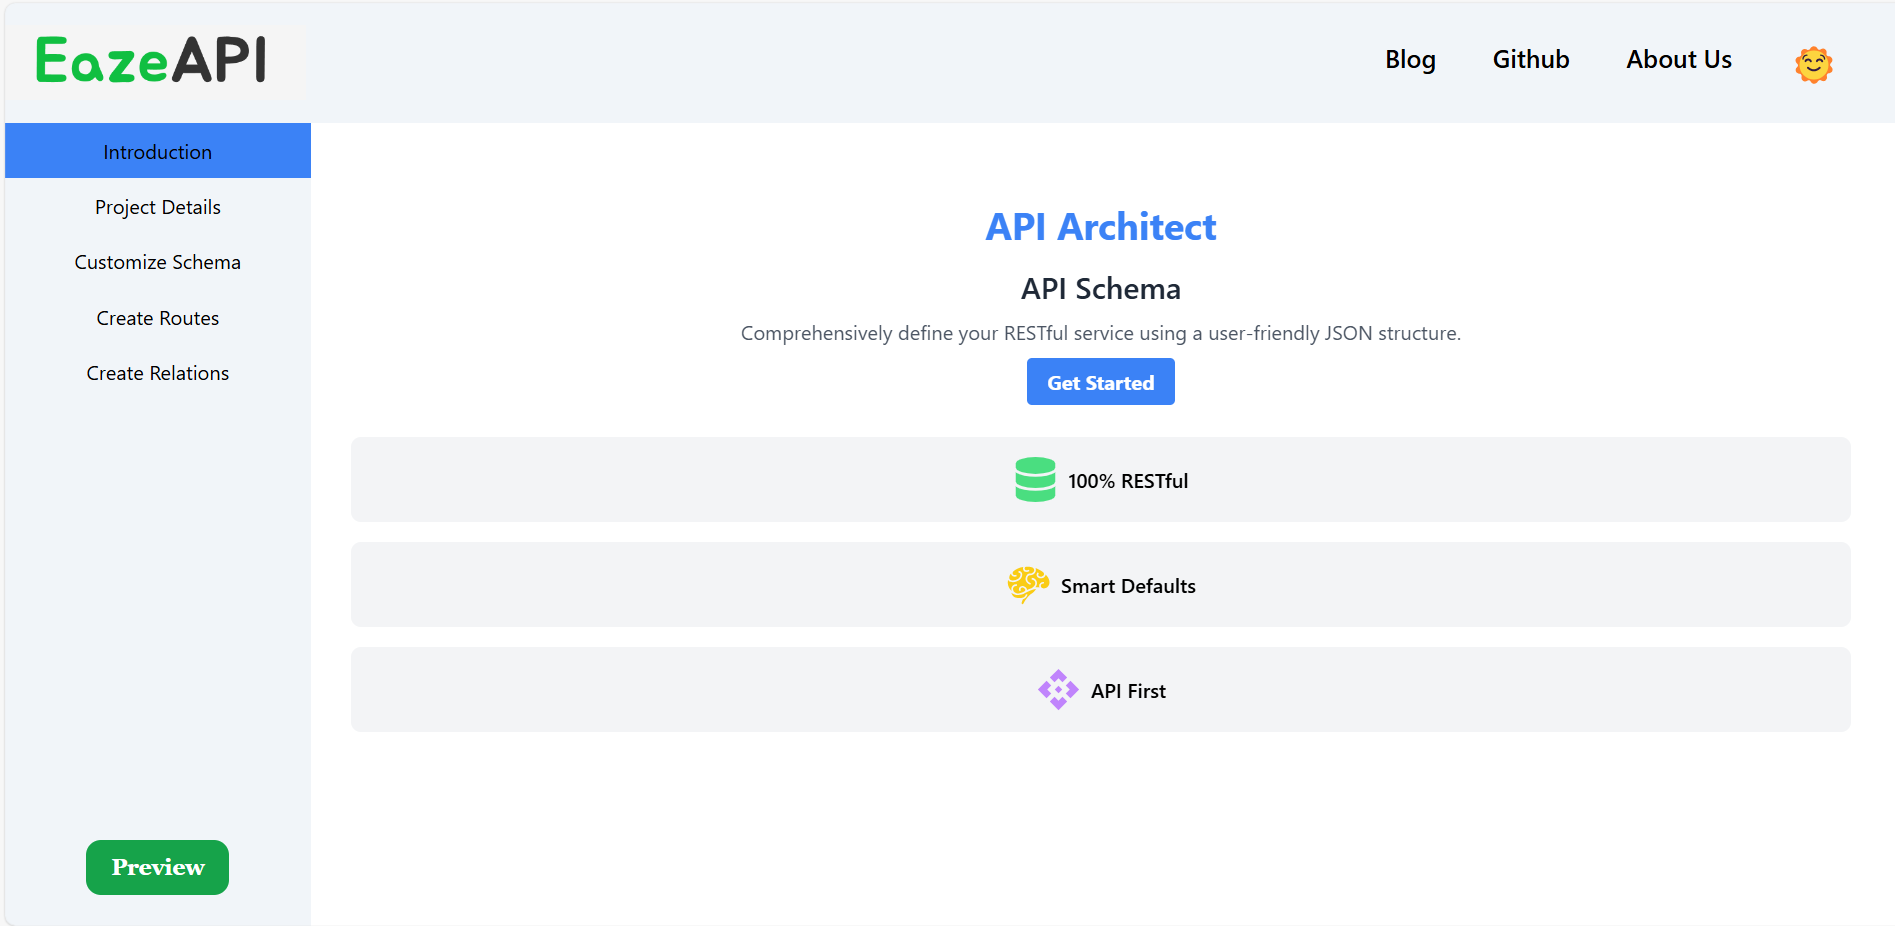 EazeAPI
Blog
Github
About Us
Introduction
Project Details
Customize Schema
Create Routes
Create Relations
Preview
API Architect
API Schema
Comprehensively define your RESTful service using a user-friendly JSON structure.
Get Started
100% RESTful
Smart Defaults
API First